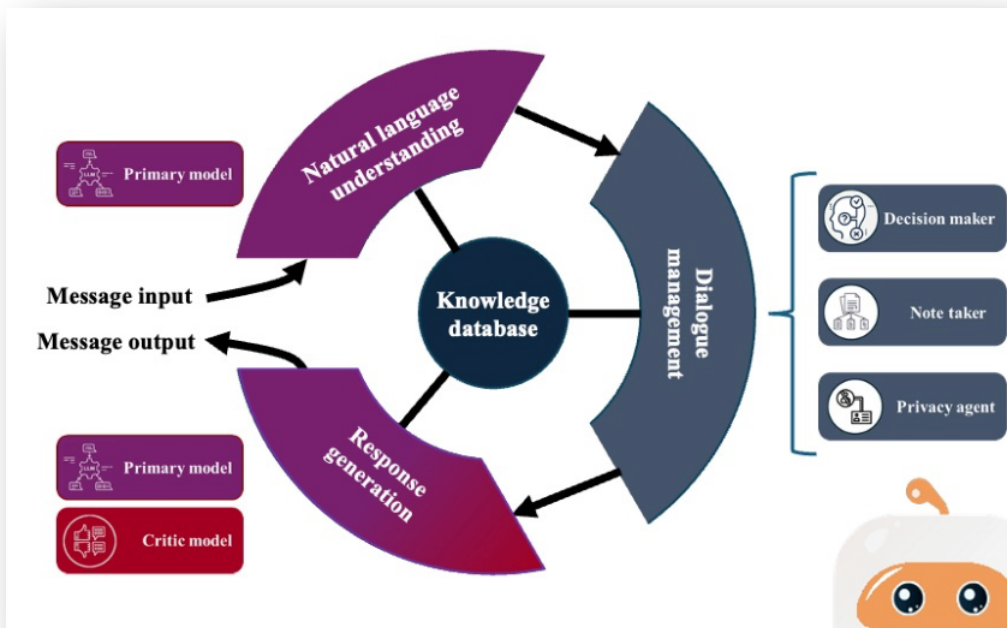 Natural language
understanding
Primary model
Decision maker
Message input
Knowledge
database
Dialogue
management
Note taker
Message output
Privacy agent
Response
generation
Primary model
Critic model